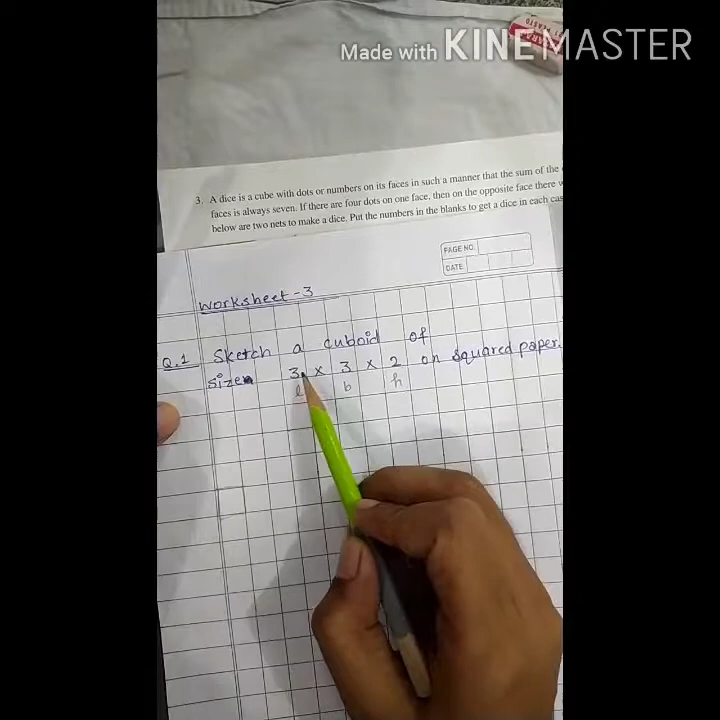 Made with KINEMASTER
3. A dice is a cube with dots or numbers on its faces in such a manner that the sum of the
faces is always seven. If there are four dots on one face, then on the opposite face there
below are two nets to make a dice. Put the numbers in the blanks to get a dice in each
PAGE NO.
DATE
Worksheet-3
Q.1 Sketch a cuboid of
size 3 × 3 × 2 on squared paper.
l b h